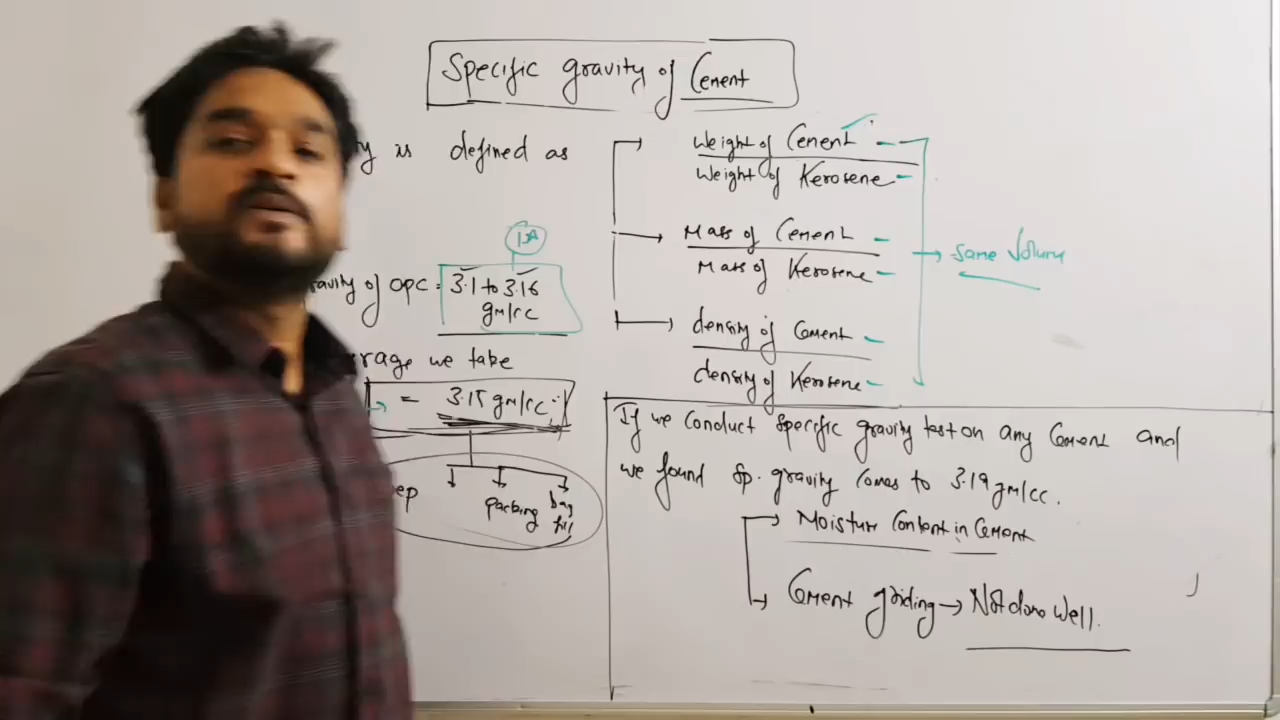 Specific gravity of Cement
y is defined as
Weight of Cement
Weight of Kerosene
Mass of Cement
Mass of Kerosene
density of Cement
density of Kerosene
Same Volume
ravity of OPC = 3.1 to 3.16
gm/cc
rage we take
= 3.15 gm/cc
ep
packing
bag
If we Conduct Specific gravity test on any Cement and
we found Sp. gravity Comes to 3.19 gm/cc.
Moisture Content in Cement
Cement griding → Not done well.